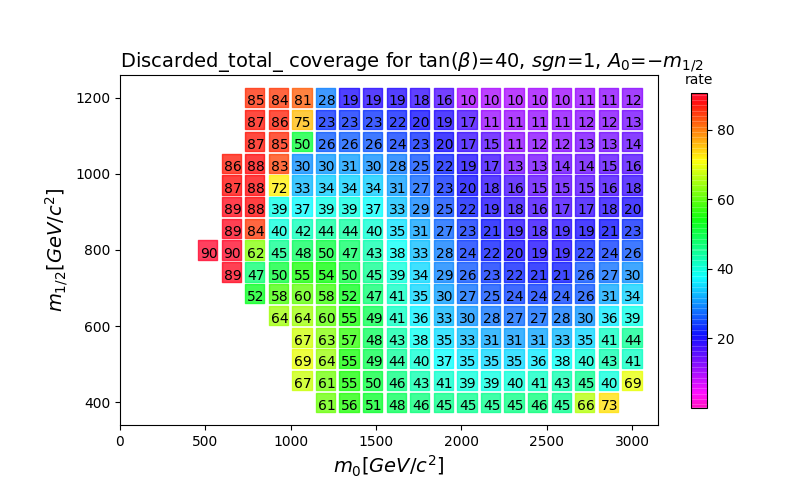 Discarded_total_ coverage for tan(β)=40, sgn=1, A₀=−m₁/₂
rate
1200 85 84 81 28 19 19 19 18 16 10 10 10 10 10 11 11 12
87 86 75 23 23 23 22 20 19 17 11 11 11 11 12 12 13 80
87 85 50 26 26 26 24 23 20 17 15 11 12 12 13 13 14
1000 86 88 83 30 30 31 30 28 25 22 19 17 13 13 14 14 15 16
87 88 72 33 34 34 34 31 27 23 20 18 16 15 15 15 16 18 60
89 88 39 37 39 39 37 33 29 25 22 19 18 16 17 17 18 20
89 84 40 42 44 44 40 35 31 27 23 21 19 18 19 19 21 23
800 90 90 62 45 48 50 47 43 38 33 28 24 22 20 19 19 22 24 26
89 47 50 55 54 50 45 39 34 29 26 23 22 21 21 26 27 30 40
52 58 60 58 52 47 41 35 30 27 25 24 24 24 26 31 34
600 64 64 60 55 49 41 36 33 30 28 27 27 28 30 36 39
67 63 57 48 43 38 35 35 33 31 31 31 33 35 41 44 20
69 64 55 49 44 40 37 35 35 35 36 38 40 43 41
67 61 55 50 46 43 41 39 39 40 41 43 45 40 69
400 61 56 51 48 46 45 45 45 45 46 45 66 73
0 500 1000 1500 2000 2500 3000
m₀[GeV/c²]
m₁/₂[GeV/c²]